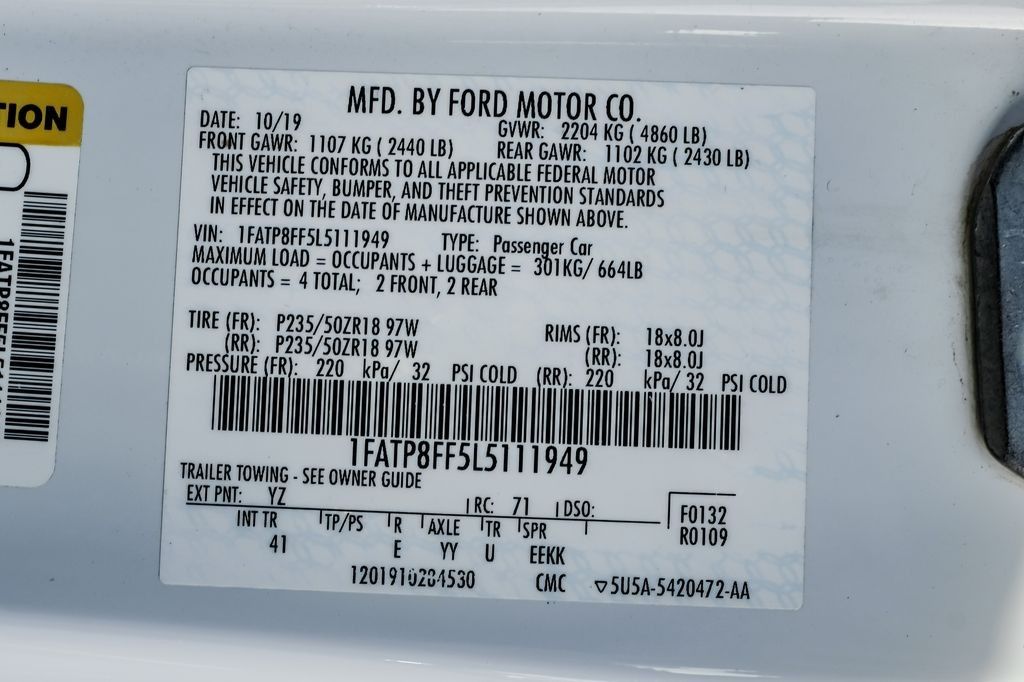 TION
1FATP8FF5L5111
MFD. BY FORD MOTOR CO.
DATE: 10/19 GVWR: 2204 KG ( 4860 LB)
FRONT GAWR: 1107 KG ( 2440 LB) REAR GAWR: 1102 KG ( 2430 LB)
THIS VEHICLE CONFORMS TO ALL APPLICABLE FEDERAL MOTOR
VEHICLE SAFETY, BUMPER, AND THEFT PREVENTION STANDARDS
IN EFFECT ON THE DATE OF MANUFACTURE SHOWN ABOVE.
VIN: 1FATP8FF5L5111949 TYPE: Passenger Car
MAXIMUM LOAD = OCCUPANTS + LUGGAGE = 301KG/ 664LB
OCCUPANTS = 4 TOTAL; 2 FRONT, 2 REAR
TIRE (FR): P235/50ZR18 97W RIMS (FR): 18x8.0J
(RR): P235/50ZR18 97W (RR): 18x8.0J
PRESSURE (FR): 220 kPa/ 32 PSI COLD (RR): 220 kPa/ 32 PSI COLD
1FATP8FF5L5111949
TRAILER TOWING - SEE OWNER GUIDE
EXT PNT: YZ RC: 71 DSO: F0132
INT TR TP/PS R AXLE TR SPR R0109
41 E YY U EEKK
1201910284530 CMC ▽5U5A-5420472-AA